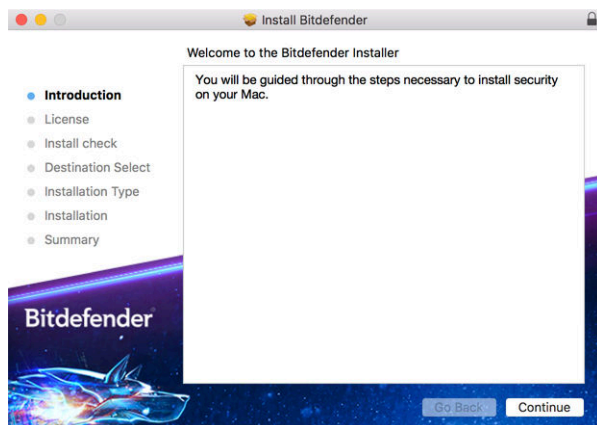 Install Bitdefender
Welcome to the Bitdefender Installer
You will be guided through the steps necessary to install security
on your Mac.
Introduction
License
Install check
Destination Select
Installation Type
Installation
Summary
Bitdefender
Go Back
Continue